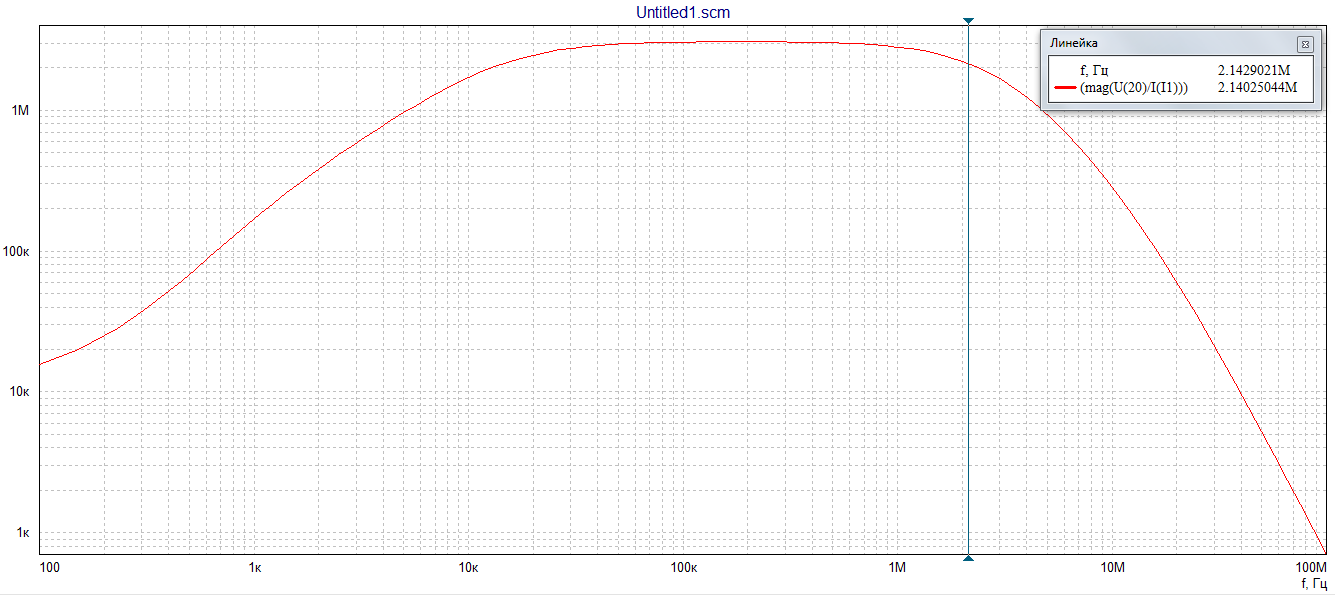 Untitled1.scm
Линейка
f, Гц 2.1429021M
(mag(U(20)/I(I1))) 2.14025044M
1M
100к
10к
1к
100 1к 10к 100к 1M 10M 100M
f, Гц